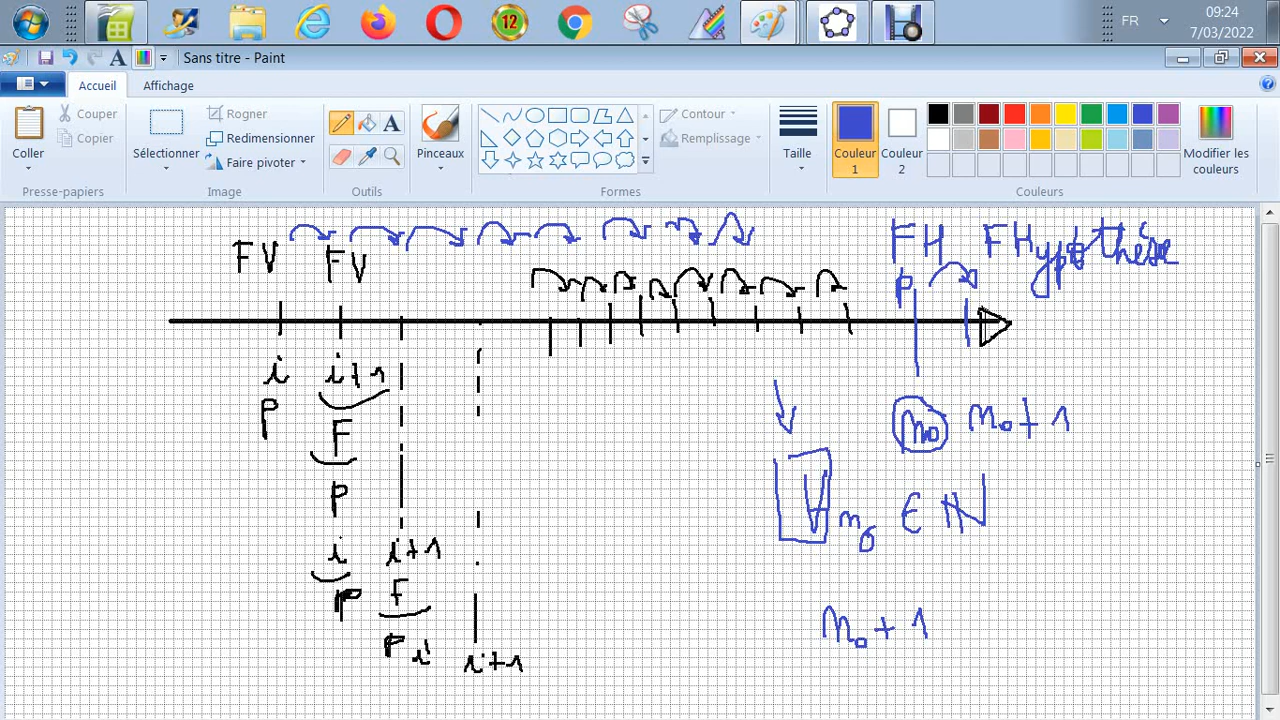 12
FR
09:24
7/03/2022
Sans titre - Paint
Accueil Affichage
Coller
Couper
Copier
Presse-papiers
Sélectionner
Rogner
Redimensionner
Faire pivoter
Image
A
Outils
Pinceaux
Contour
Remplissage
Formes
Taille
Couleur 1
Couleur 2
Modifier les couleurs
Couleurs
FV FV FH FHypothèse
P
i i+1
P F
P
i i+1
P F
P i i+1
n0 n0+1
∀ n0 ∈ IN
n0+1